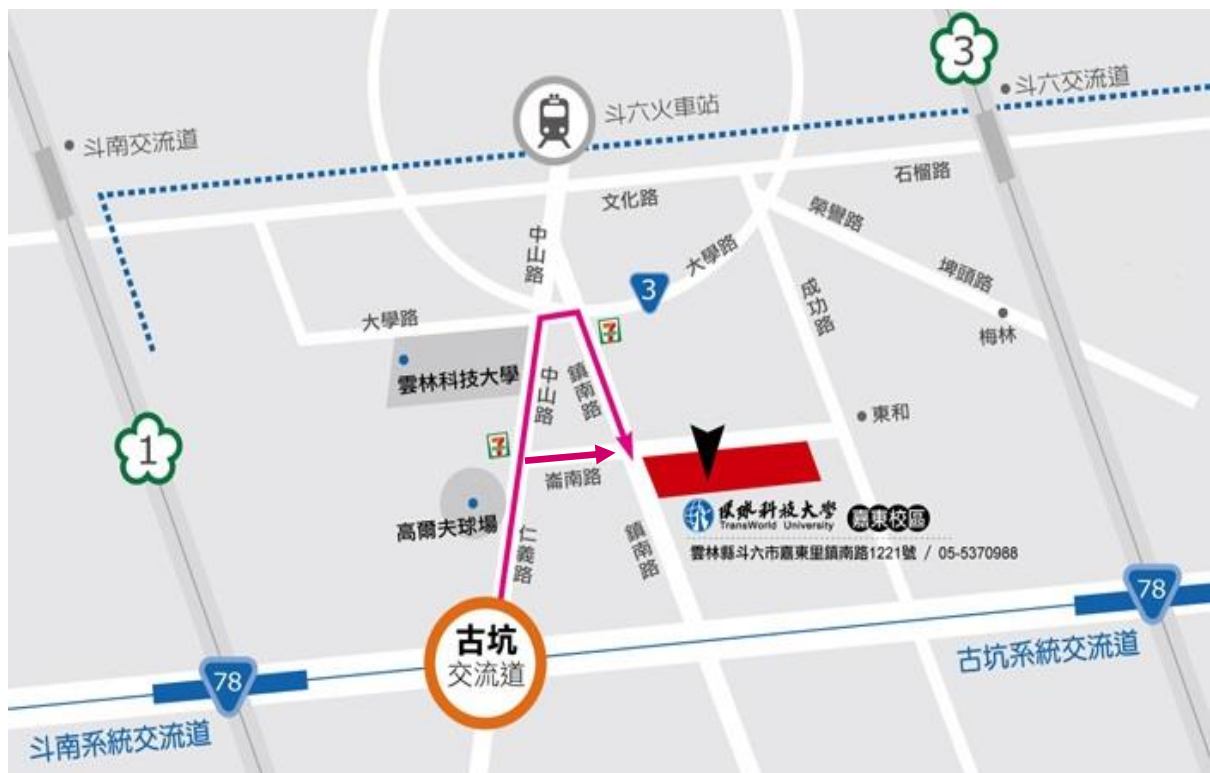 3
斗六交流道
斗南交流道
斗六火車站
石榴路
文化路
榮譽路
中山路
大學路
埤頭路
3
成功路
大學路
梅林
雲林科技大學
中山路
鎮南路
東和
1
7
7
崙南路
高爾夫球場
仁義路
鎮南路
環球科技大學 嘉東校區
TransWorld University
雲林縣斗六市嘉東里鎮南路1221號 / 05-5370988
78
古坑
交流道
古坑系統交流道
78
斗南系統交流道